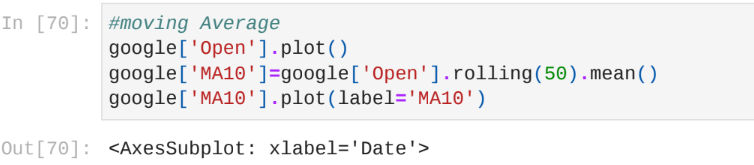 In [70]: #moving Average
google['Open'].plot()
google['MA10']=google['Open'].rolling(50).mean()
google['MA10'].plot(label='MA10')
Out[70]: <AxesSubplot: xlabel='Date'>